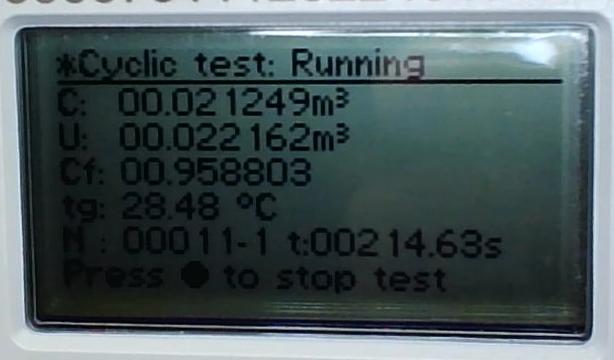 *Cyclic test: Running
C: 00.021249m³
U: 00.022162m³
Cf: 00.958803
tg: 28.48 °C
N : 00011-1 t:00214.63s
Press ● to stop test